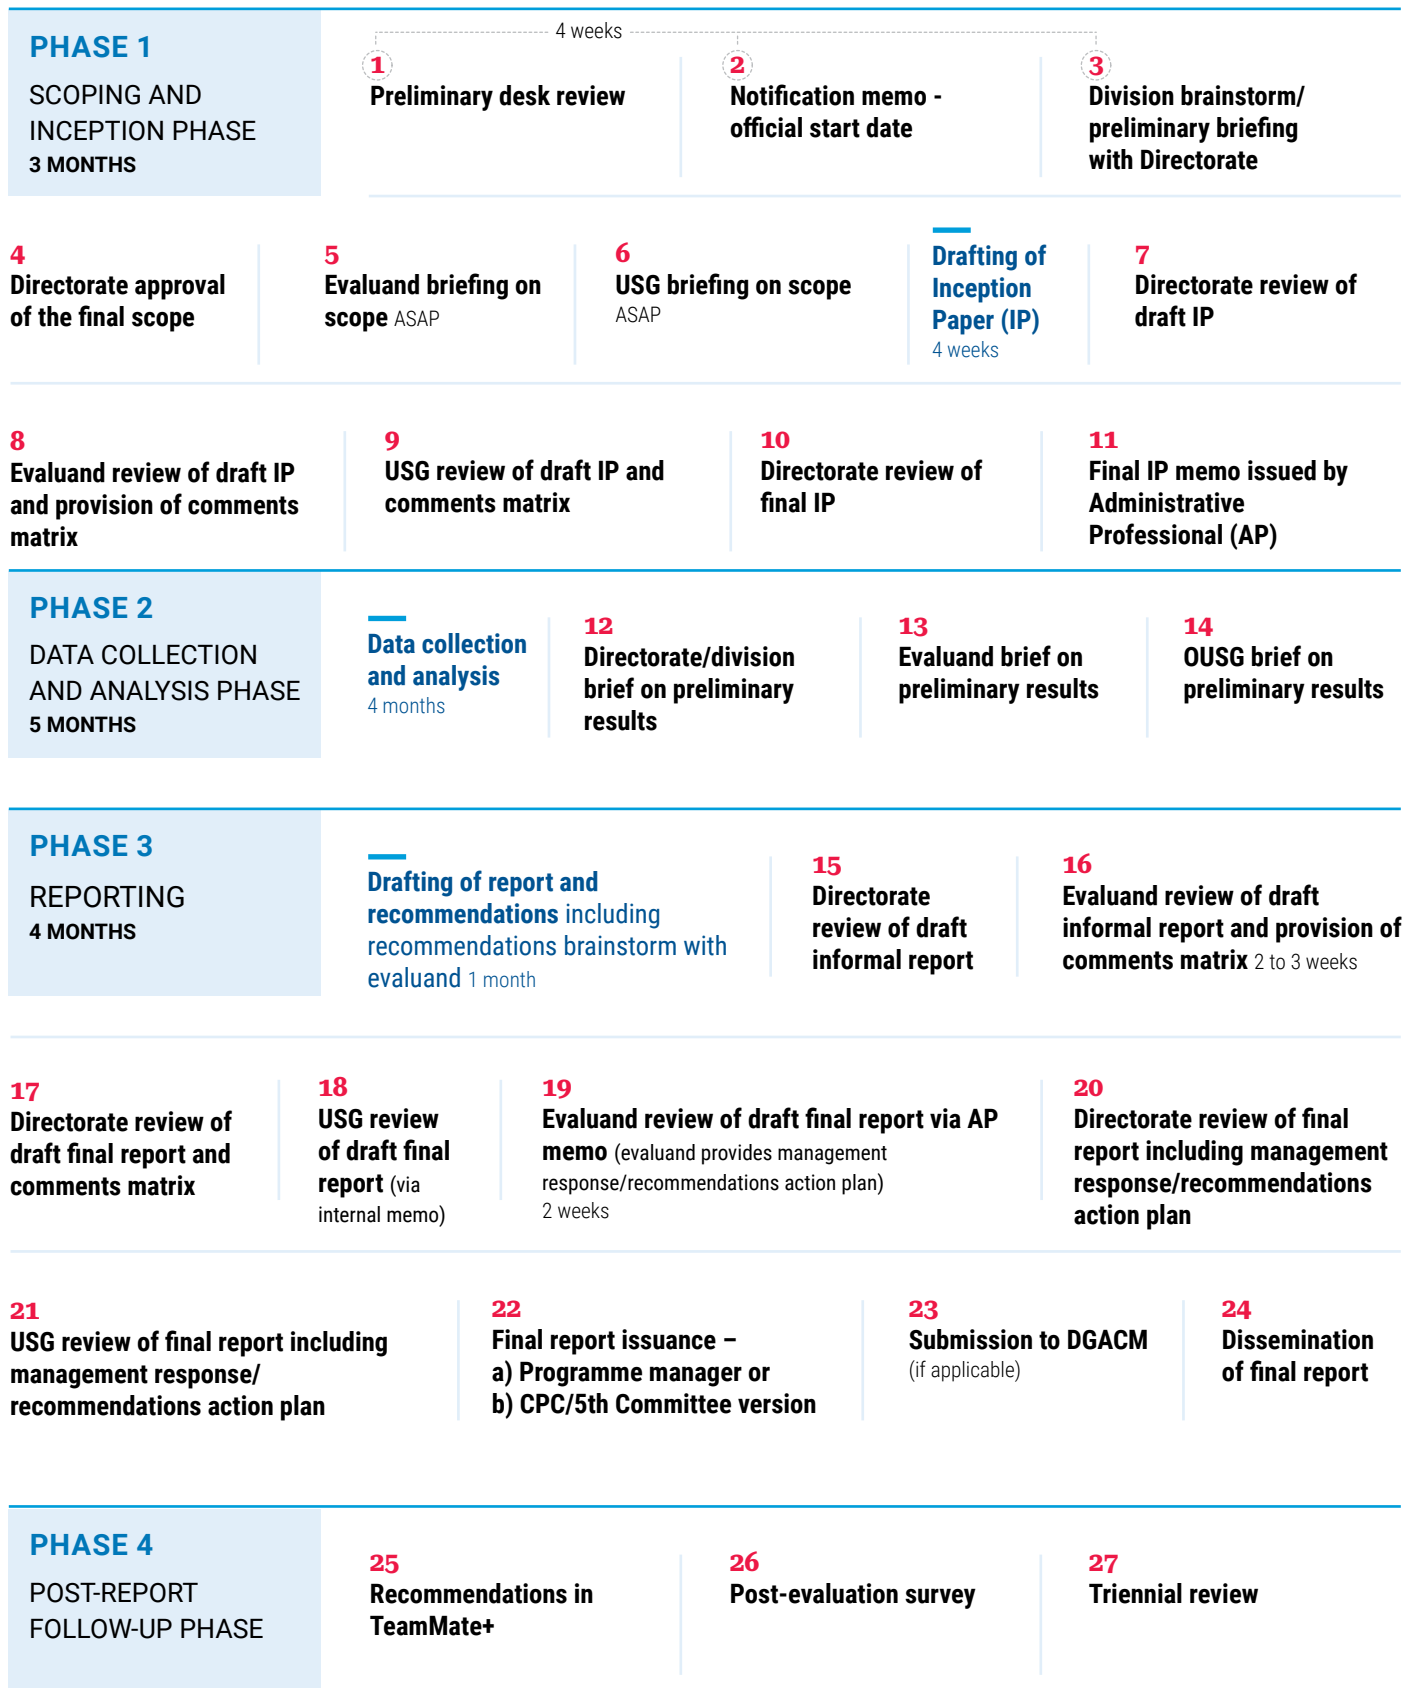 PHASE 1
SCOPING AND
INCEPTION PHASE
3 MONTHS
4 weeks
1
Preliminary desk review
2
Notification memo -
official start date
3
Division brainstorm/
preliminary briefing
with Directorate
4
Directorate approval
of the final scope
5
Evaluand briefing on
scope ASAP
6
USG briefing on scope
ASAP
Drafting of
Inception
Paper (IP)
4 weeks
7
Directorate review of
draft IP
8
Evaluand review of draft IP
and provision of comments
matrix
9
USG review of draft IP and
comments matrix
10
Directorate review of
final IP
11
Final IP memo issued by
Administrative
Professional (AP)
PHASE 2
DATA COLLECTION
AND ANALYSIS PHASE
5 MONTHS
Data collection
and analysis
4 months
12
Directorate/division
brief on preliminary
results
13
Evaluand brief on
preliminary results
14
OUSG brief on
preliminary results
PHASE 3
REPORTING
4 MONTHS
Drafting of report and
recommendations including
recommendations brainstorm with
evaluand 1 month
15
Directorate
review of draft
informal report
16
Evaluand review of draft
informal report and provision of
comments matrix 2 to 3 weeks
17
Directorate review of
draft final report and
comments matrix
18
USG review
of draft final
report (via
internal memo)
19
Evaluand review of draft final report via AP
memo (evaluand provides management
response/recommendations action plan)
2 weeks
20
Directorate review of final
report including management
response/recommendations
action plan
21
USG review of final report including
management response/
recommendations action plan
22
Final report issuance –
a) Programme manager or
b) CPC/5th Committee version
23
Submission to DGACM
(if applicable)
24
Dissemination
of final report
PHASE 4
POST-REPORT
FOLLOW-UP PHASE
25
Recommendations in
TeamMate+
26
Post-evaluation survey
27
Triennial review